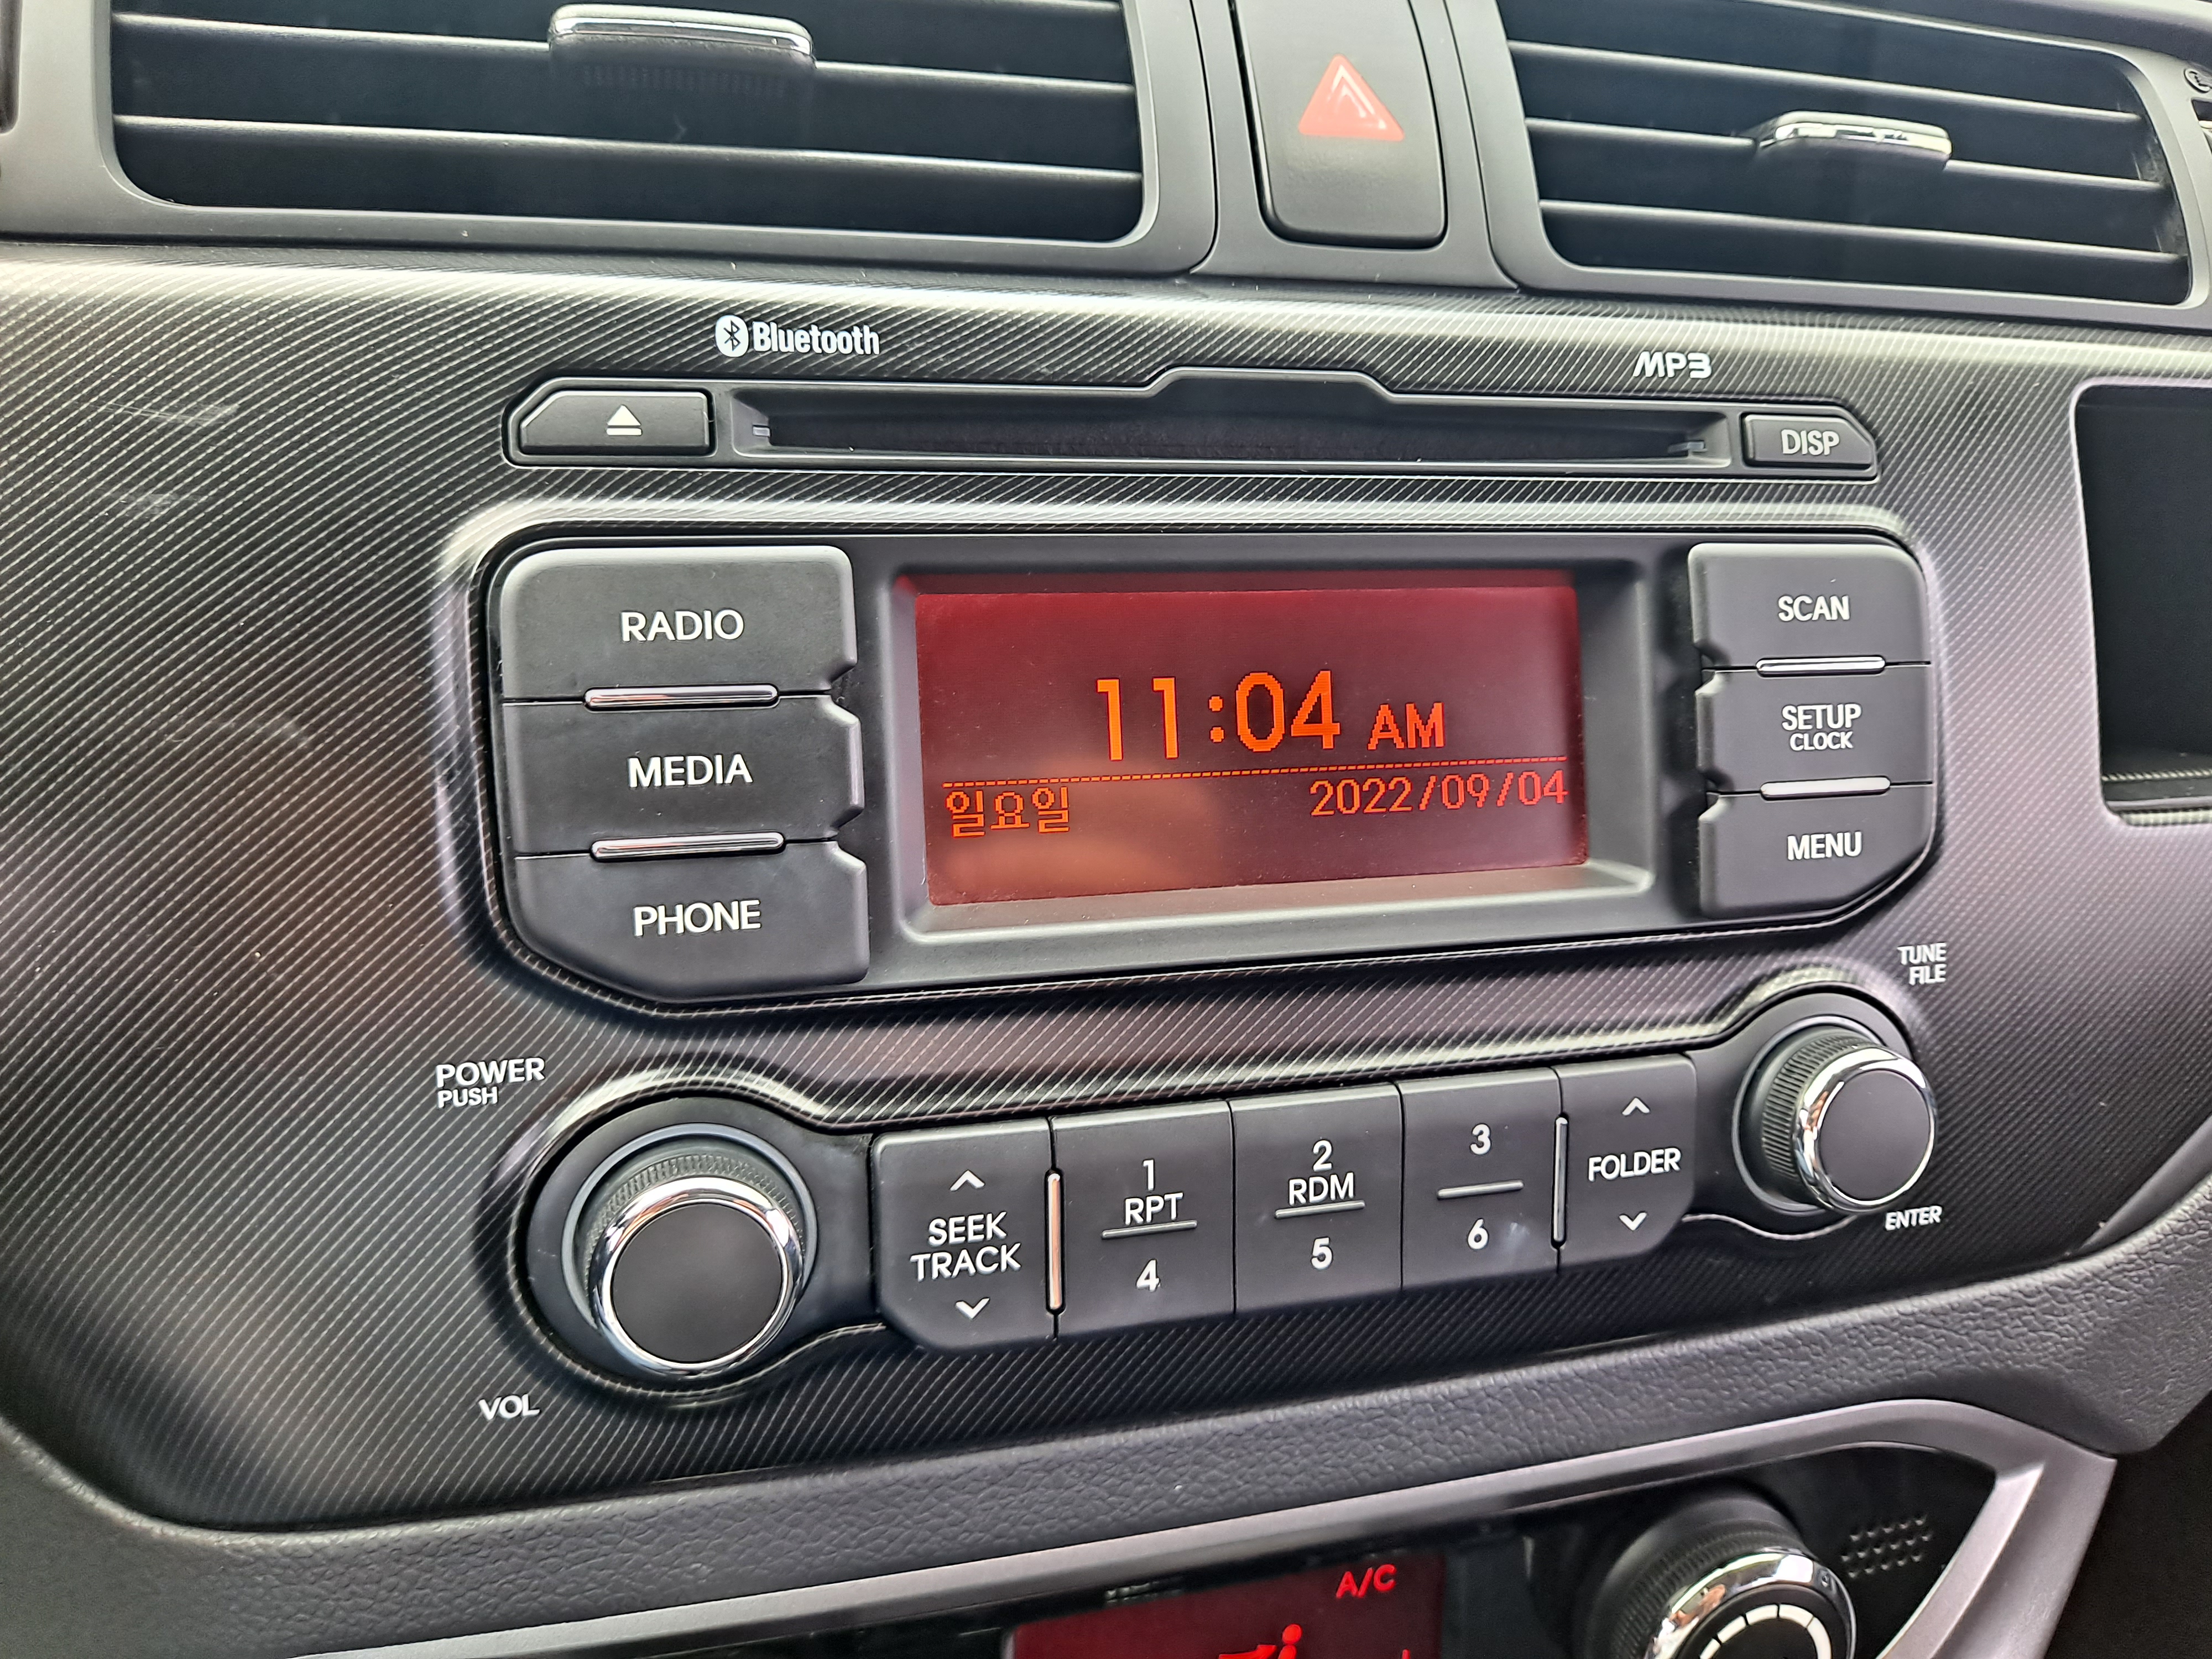 Bluetooth
MP3
DISP
RADIO
MEDIA
PHONE
11:04 AM
일요일 2022/09/04
SCAN
SETUP
CLOCK
MENU
TUNE
FILE
POWER
PUSH
VOL
SEEK
TRACK
1
RPT
4
2
RDM
5
3
6
FOLDER
ENTER
A/C